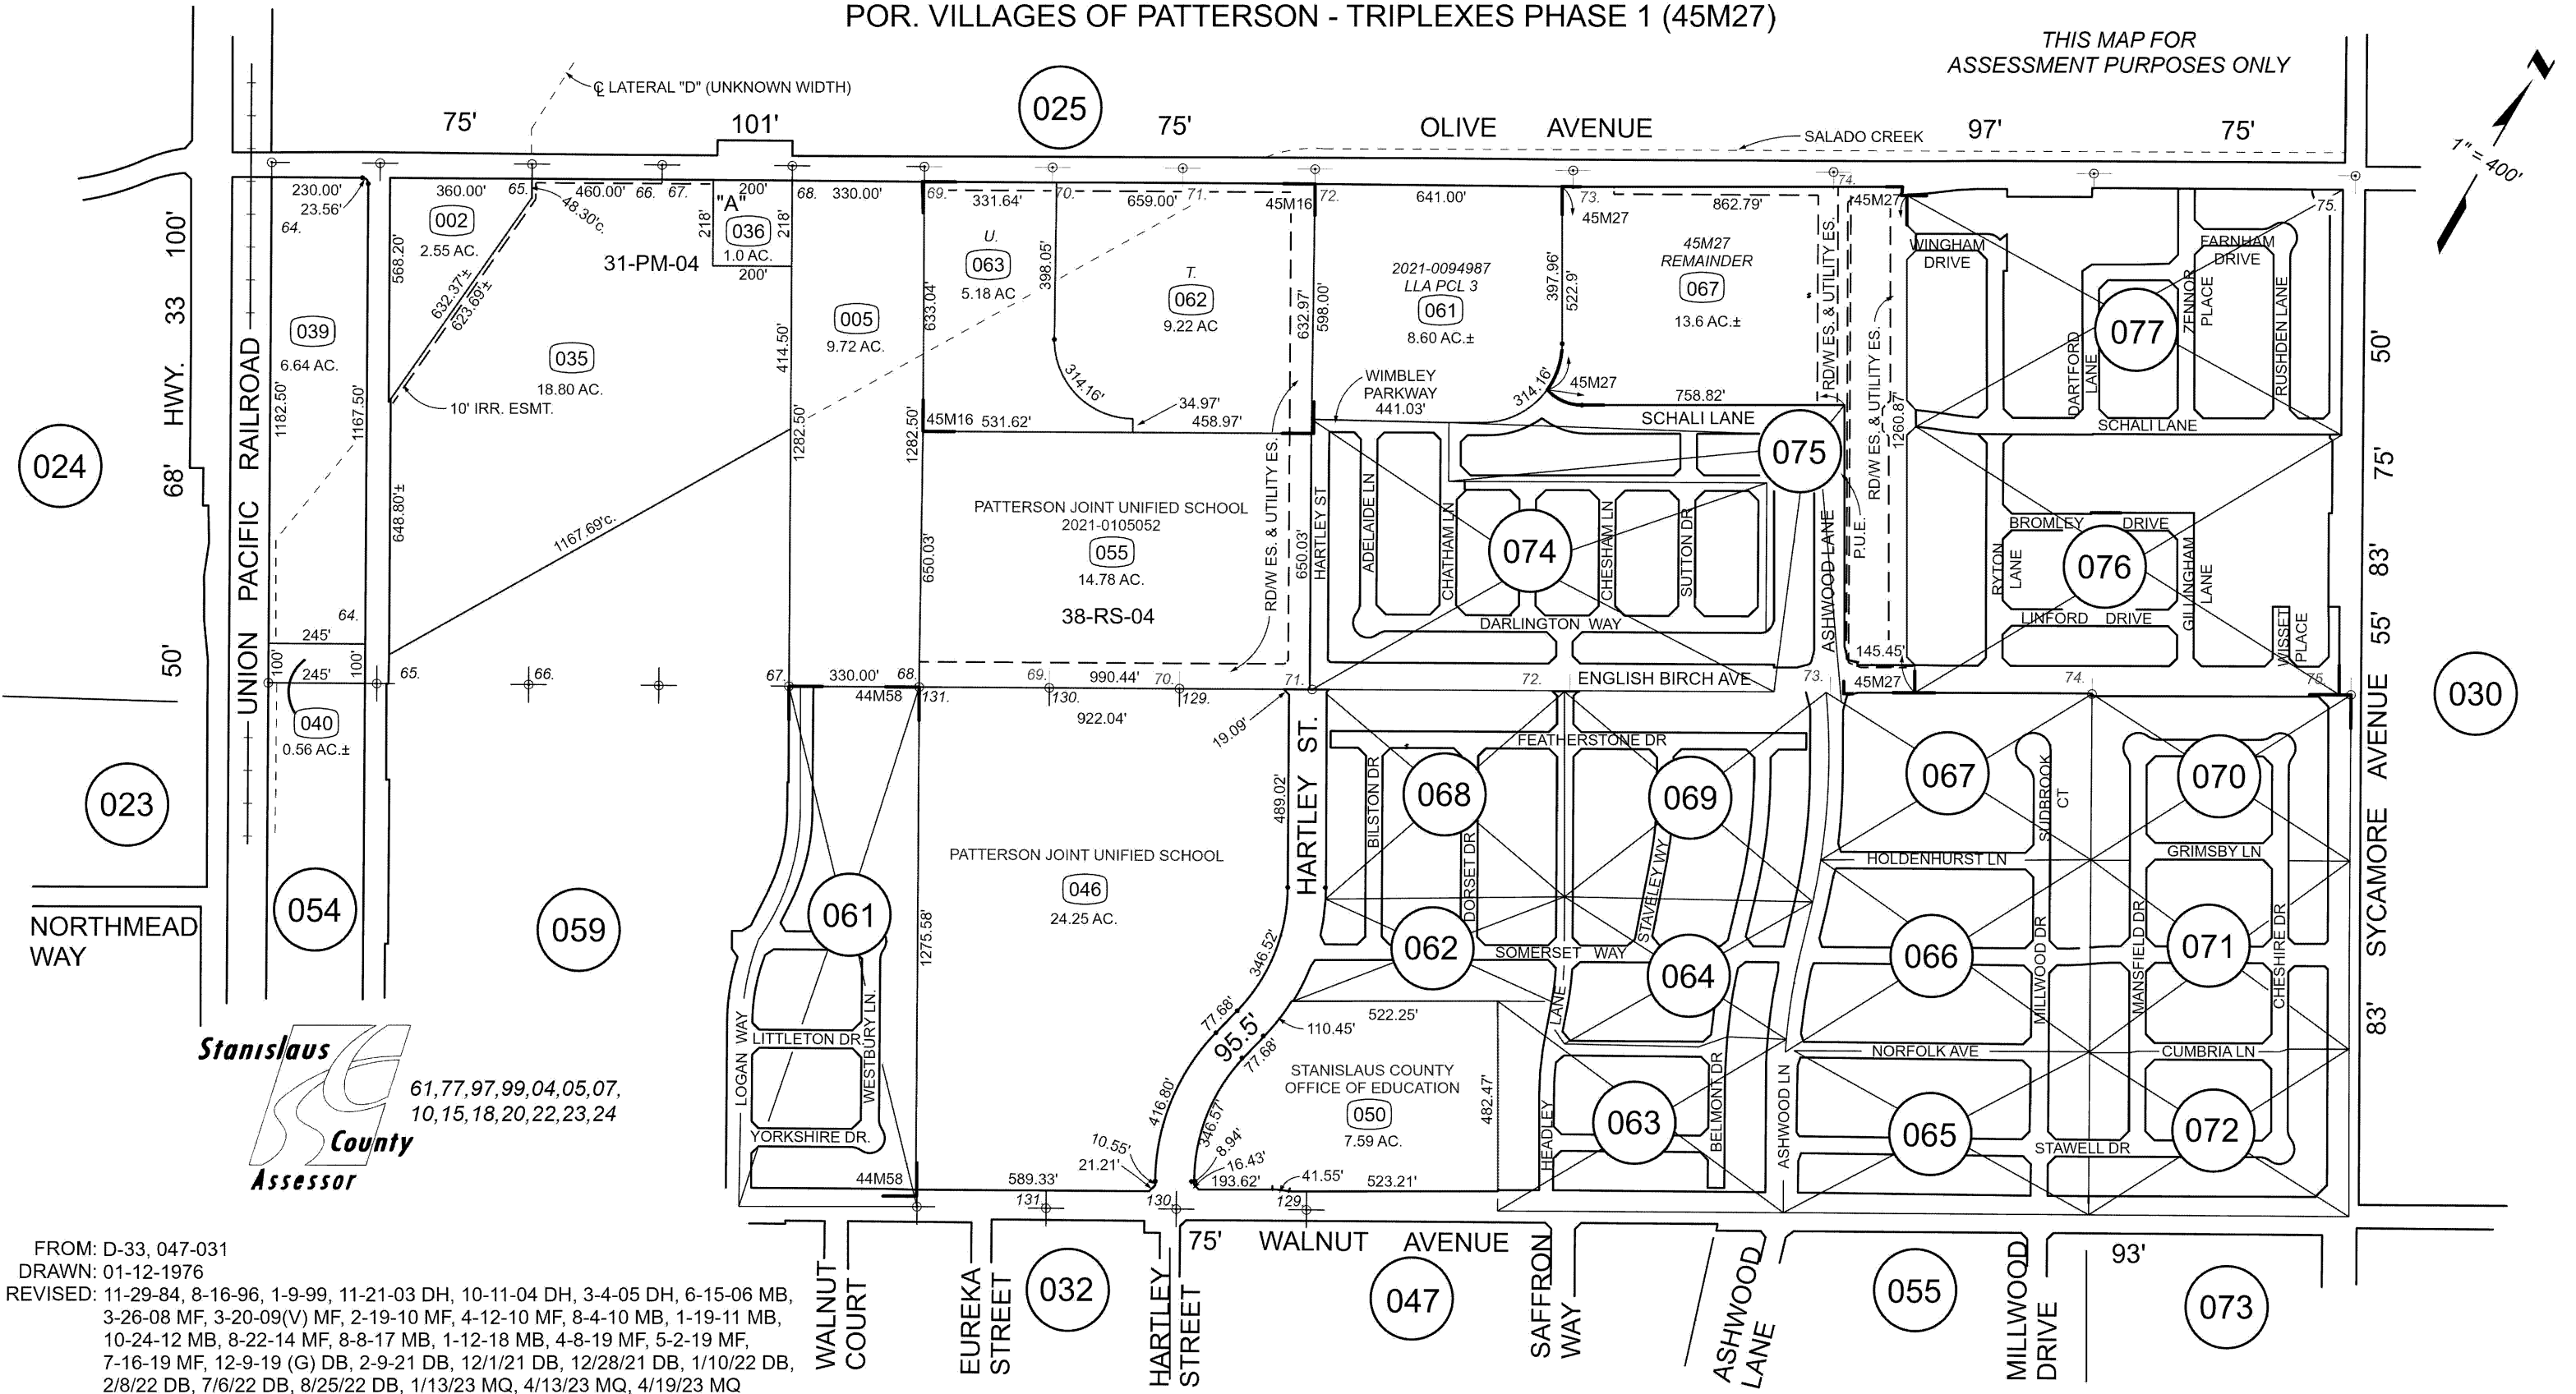 POR. VILLAGES OF PATTERSON - TRIPLEXES PHASE 1 (45M27)
THIS MAP FOR
ASSESSMENT PURPOSES ONLY
N
1" = 400'
℄ LATERAL "D" (UNKNOWN WIDTH)
025
75'
101'
75'
OLIVE AVENUE
SALADO CREEK
97'
75'
230.00'
23.56'
64.
360.00'
65.
460.00'
66.
67.
200'
68.
330.00'
69.
331.64'
70.
659.00'
71.
45M16
72.
641.00'
73.
45M27
862.79'
74.
45M27
75.
002
2.55 AC.
48.30'c.
"A"
036
1.0 AC.
200'
218'
218'
31-PM-04
568.20'
632.37'±
623.69'±
039
6.64 AC.
035
18.80 AC.
10' IRR. ESMT.
1182.50'
1167.50'
648.80'±
1167.69'c.
414.50'
1282.50'
005
9.72 AC.
633.04'
1282.50'
650.03'
U.
063
5.18 AC
398.05'
314.16'
T.
062
9.22 AC
34.97'
45M16
531.62'
458.97'
632.97'
598.00'
2021-0094987
LLA PCL 3
061
8.60 AC.±
397.96'
522.9'
45M27
REMAINDER
067
13.6 AC.±
WIMBLEY
PARKWAY
441.03'
314.16'
45M27
758.82'
SCHALI LANE
RD/W ES. & UTILITY ES.
RD/W ES. & UTILITY ES.
RD/W ES. & UTILITY ES.
1260.87'
P.U.E.
145.45'
45M27
WINGHAM
DRIVE
FARNHAM
DRIVE
DARTFORD
LANE
ZENNOR
PLACE
RUSHDEN LANE
077
SCHALI LANE
BROMLEY DRIVE
RYTON
LANE
076
GILLINGHAM
LANE
LINFORD DRIVE
WISSET
PLACE
PATTERSON JOINT UNIFIED SCHOOL
2021-0105052
055
14.78 AC.
38-RS-04
650.03'
HARTLEY ST
ADELAIDE LN
CHATHAM LN
074
CHESHAM LN
SUTTON DR
075
ASHWOOD LANE
DARLINGTON WAY
ENGLISH BIRCH AVE
024
HWY. 33
100'
68'
50'
UNION PACIFIC RAILROAD
64.
245'
100'
100'
245'
040
0.56 AC.±
65.
66.
67.
330.00'
68.
44M58
131.
69.
130.
990.44'
922.04'
70.
129.
71.
72.
73.
74.
75.
19.09'
50'
75'
83'
55'
SYCAMORE AVENUE
83'
030
023
NORTHMEAD
WAY
054
059
061
LOGAN WAY
WESTBURY LN.
LITTLETON DR.
YORKSHIRE DR.
44M58
PATTERSON JOINT UNIFIED SCHOOL
046
24.25 AC.
1275.58'
489.02'
HARTLEY ST.
346.52'
77.68'
95.5'
77.68'
110.45'
416.80'
346.57'
10.55'
21.21'
8.94'
16.43'
193.62'
41.55'
523.21'
589.33'
131.
130.
129.
522.25'
STANISLAUS COUNTY
OFFICE OF EDUCATION
050
7.59 AC.
482.47'
FEATHERSTONE DR
BILSTON DR
068
DORSET DR
069
STAVELEY WY
062
SOMERSET WAY
064
HEADLEY LANE
063
BELMONT DR
ASHWOOD LN
067
SUDBROOK
CT
HOLDENHURST LN
066
MILLWOOD DR
NORFOLK AVE
065
070
GRIMSBY LN
MANSFIELD DR
071
CHESHIRE DR
CUMBRIA LN
072
STAWELL DR
Stanislaus
County
Assessor
61,77,97,99,04,05,07,
10,15,18,20,22,23,24
FROM: D-33, 047-031
DRAWN: 01-12-1976
REVISED: 11-29-84, 8-16-96, 1-9-99, 11-21-03 DH, 10-11-04 DH, 3-4-05 DH, 6-15-06 MB,
3-26-08 MF, 3-20-09(V) MF, 2-19-10 MF, 4-12-10 MF, 8-4-10 MB, 1-19-11 MB,
10-24-12 MB, 8-22-14 MF, 8-8-17 MB, 1-12-18 MB, 4-8-19 MF, 5-2-19 MF,
7-16-19 MF, 12-9-19 (G) DB, 2-9-21 DB, 12/1/21 DB, 12/28/21 DB, 1/10/22 DB,
2/8/22 DB, 7/6/22 DB, 8/25/22 DB, 1/13/23 MQ, 4/13/23 MQ, 4/19/23 MQ
WALNUT
COURT
EUREKA
STREET
032
HARTLEY
STREET
75'
WALNUT AVENUE
047
SAFFRON
WAY
ASHWOOD
LANE
055
MILLWOOD
DRIVE
93'
073